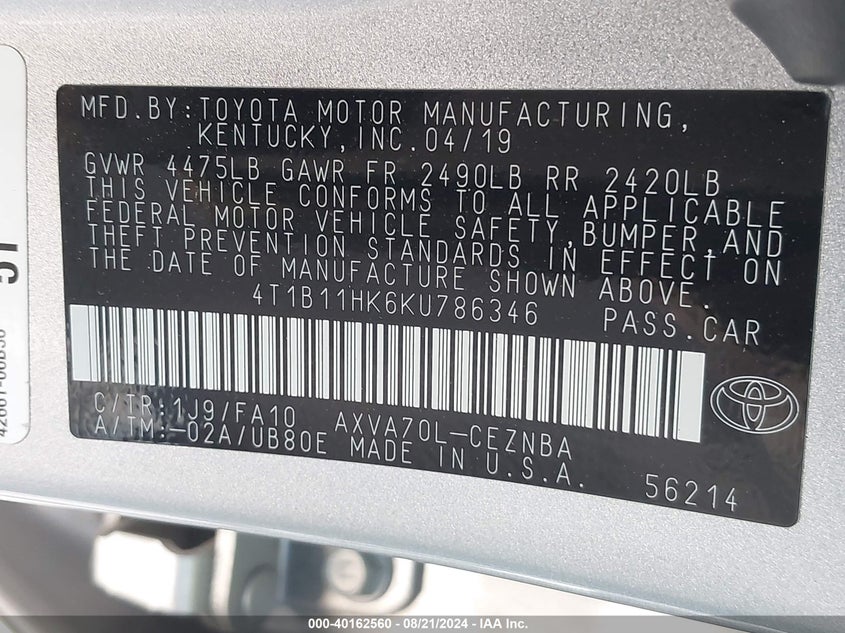 MFD.BY:TOYOTA MOTOR MANUFACTURING,
KENTUCKY,INC.04/19
GVWR 4475LB GAWR FR 2490LB RR 2420LB
THIS VEHICLE CONFORMS TO ALL APPLICABLE
FEDERAL MOTOR VEHICLE SAFETY,BUMPER,AND
THEFT PREVENTION STANDARDS IN EFFECT ON
THE DATE OF MANUFACTURE SHOWN ABOVE.
4T1B11HK6KU786346 PASS.CAR
C/TR:1J9/FA10 AXVA70L-CEZNBA
A/TM:-02A/UB80E MADE IN U.S.A.
56214
000-40162560 - 08/21/2024 - IAA Inc.